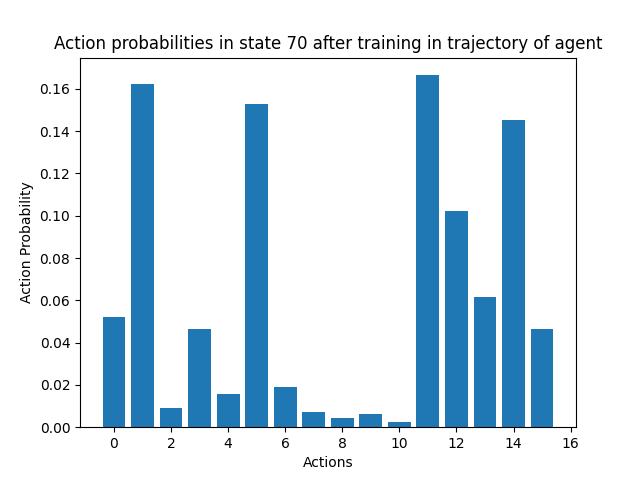 Action probabilities in state 70 after training in trajectory of agent
0.16
0.14
0.12
0.10
0.08
0.06
0.04
0.02
0.00
Action Probability
0 2 4 6 8 10 12 14 16
Actions